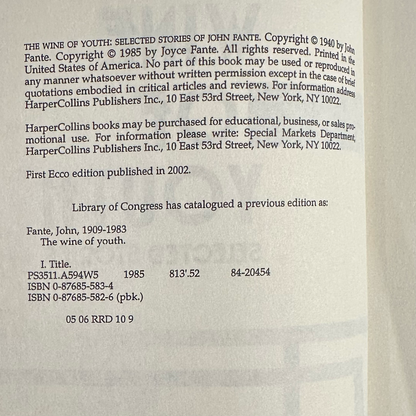 THE WINE OF YOUTH: SELECTED STORIES OF JOHN FANTE. Copyright © 1940 by John
Fante. Copyright © 1985 by Joyce Fante. All rights reserved. Printed in the
United States of America. No part of this book may be used or reproduced in
any manner whatsoever without written permission except in the case of brief
quotations embodied in critical articles and reviews. For information address
HarperCollins Publishers Inc., 10 East 53rd Street, New York, NY 10022.
HarperCollins books may be purchased for educational, business, or sales pro-
motional use. For information please write: Special Markets Department,
HarperCollins Publishers Inc., 10 East 53rd Street, New York, NY 10022.
First Ecco edition published in 2002.
Library of Congress has catalogued a previous edition as:
Fante, John, 1909-1983
The wine of youth.
I. Title.
PS3511.A594W5 1985 813'.52 84-20454
ISBN 0-87685-583-4
ISBN 0-87685-582-6 (pbk.)
05 06 RRD 10 9